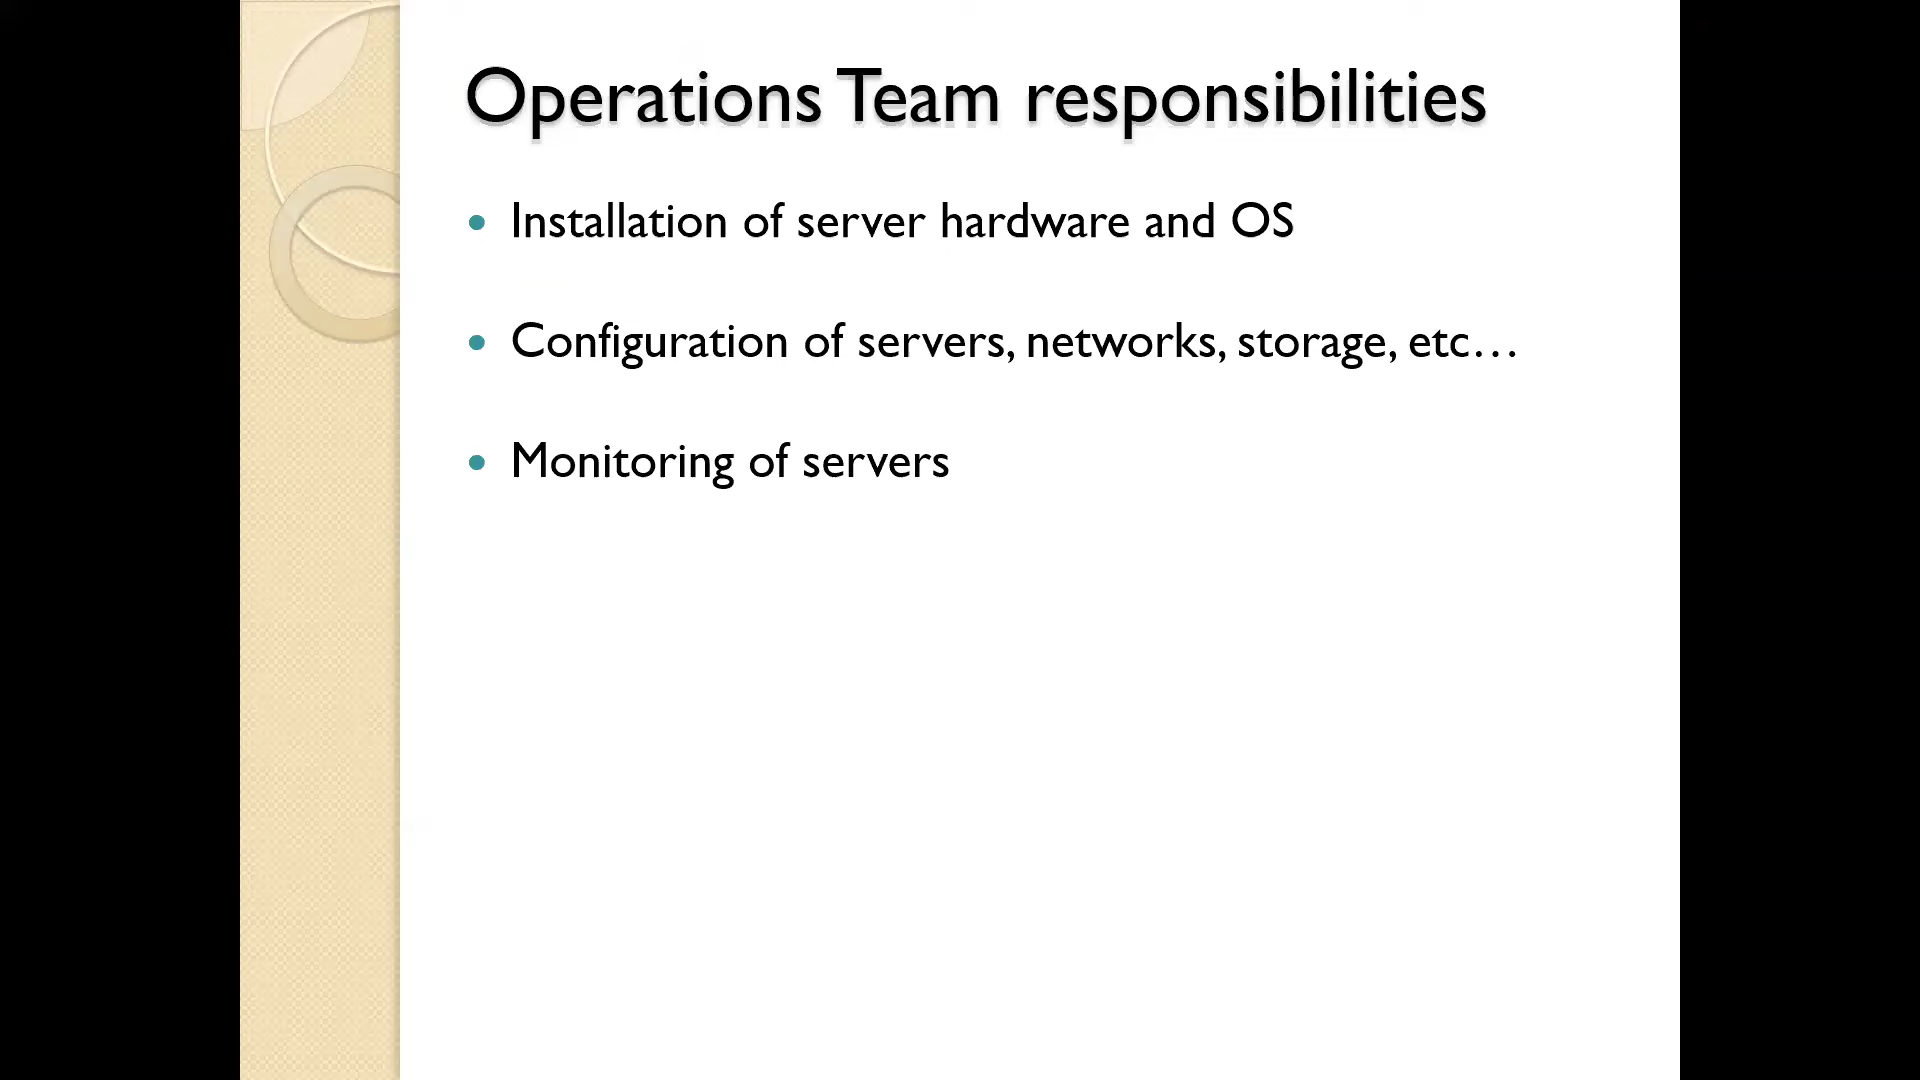 Operations Team responsibilities
• Installation of server hardware and OS
• Configuration of servers, networks, storage, etc…
• Monitoring of servers